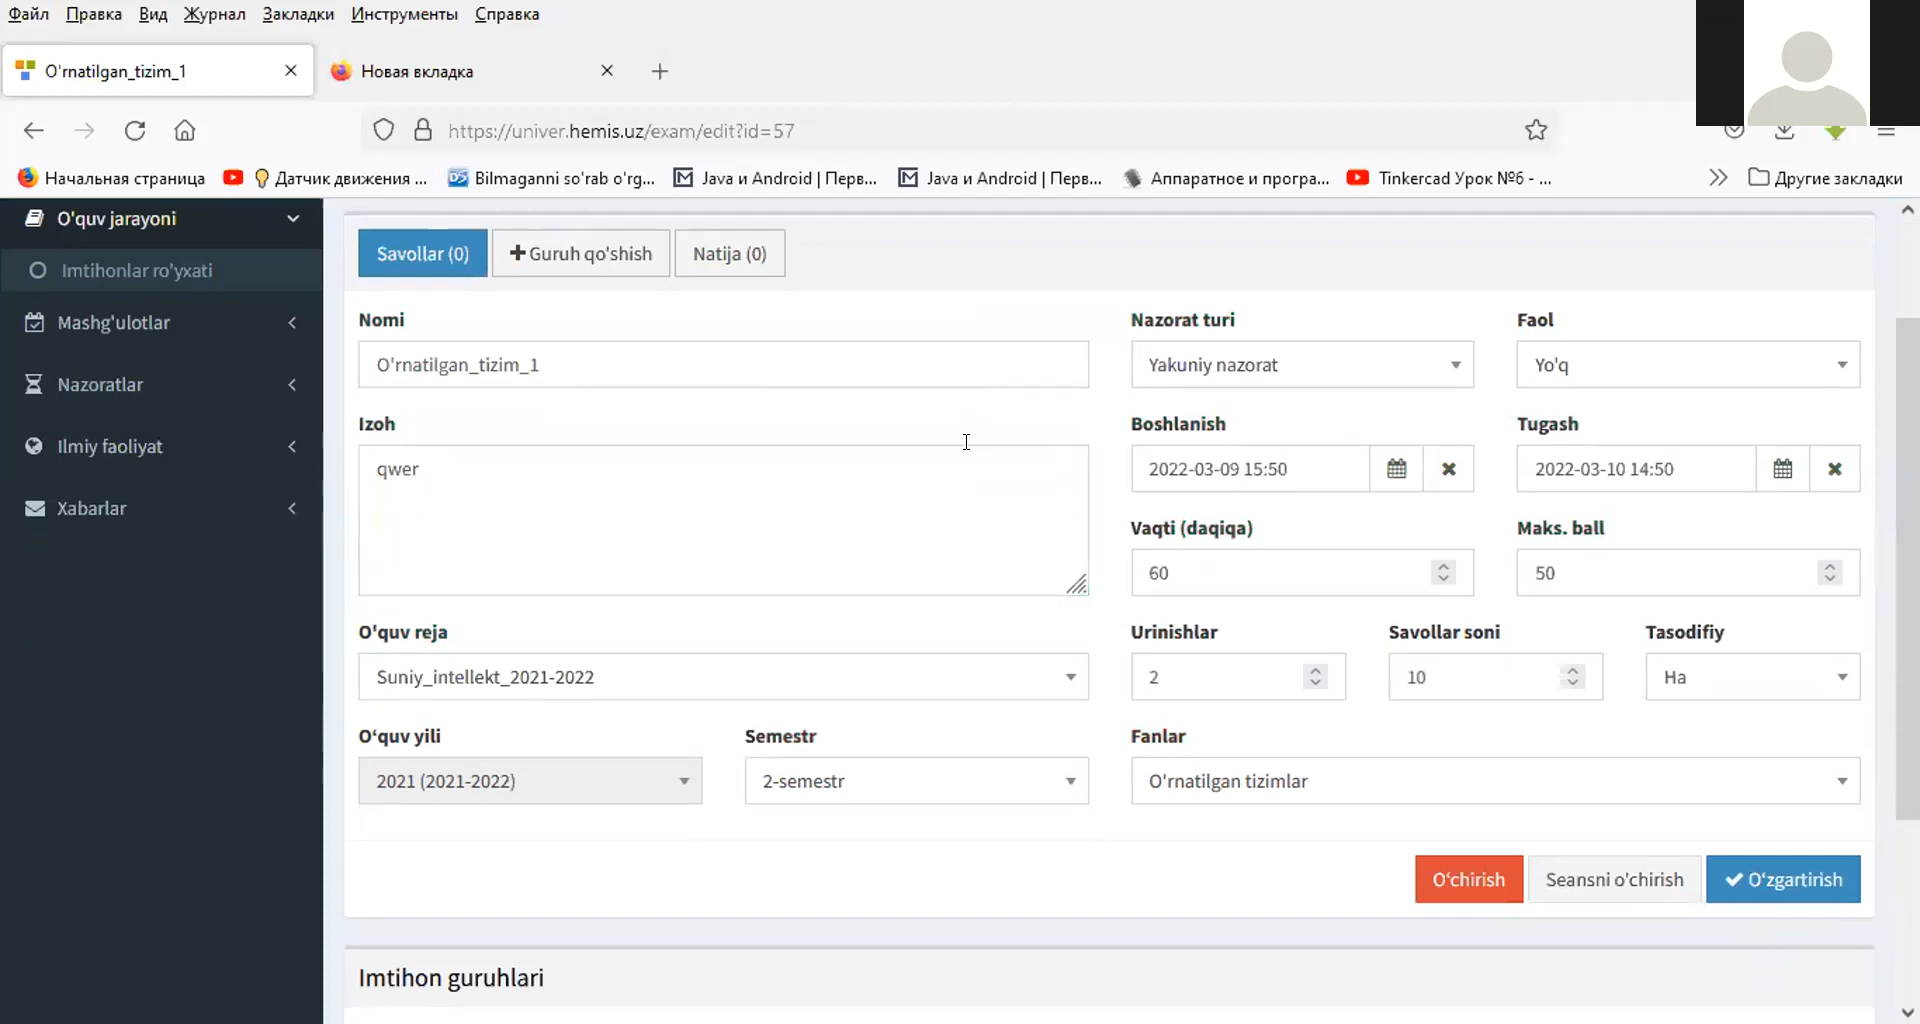 Файл Правка Вид Журнал Закладки Инструменты Справка
O'rnatilgan_tizim_1 Новая вкладка
https://univer.hemis.uz/exam/edit?id=57
Начальная страница Датчик движения ... Bilmaganni so'rab o'rg... Java и Android | Перв... Java и Android | Перв... Аппаратное и програ... Tinkercad Урок №6 - ... Другие закладки
O'quv jarayoni
Imtihonlar ro'yxati
Mashg'ulotlar
Nazoratlar
Ilmiy faoliyat
Xabarlar
Savollar (0) Guruh qo'shish Natija (0)
Nomi Nazorat turi Faol
O'rnatilgan_tizim_1 Yakuniy nazorat Yo'q
Izoh Boshlanish Tugash
qwer 2022-03-09 15:50 2022-03-10 14:50
Vaqti (daqiqa) Maks. ball
60 50
O'quv reja Urinishlar Savollar soni Tasodifiy
Suniy_intellekt_2021-2022 2 10 Ha
O‘quv yili Semestr Fanlar
2021 (2021-2022) 2-semestr O'rnatilgan tizimlar
O‘chirish Seansni o'chirish O‘zgartirish
Imtihon guruhlari